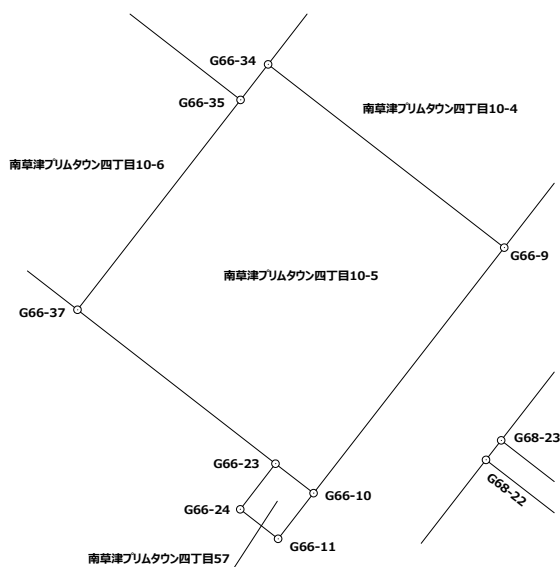 G66-34
G66-35
南草津プリムタウン四丁目10-4
南草津プリムタウン四丁目10-6
G66-9
南草津プリムタウン四丁目10-5
G66-37
G68-23
G66-23
G68-22
G66-10
G66-24
G66-11
南草津プリムタウン四丁目57